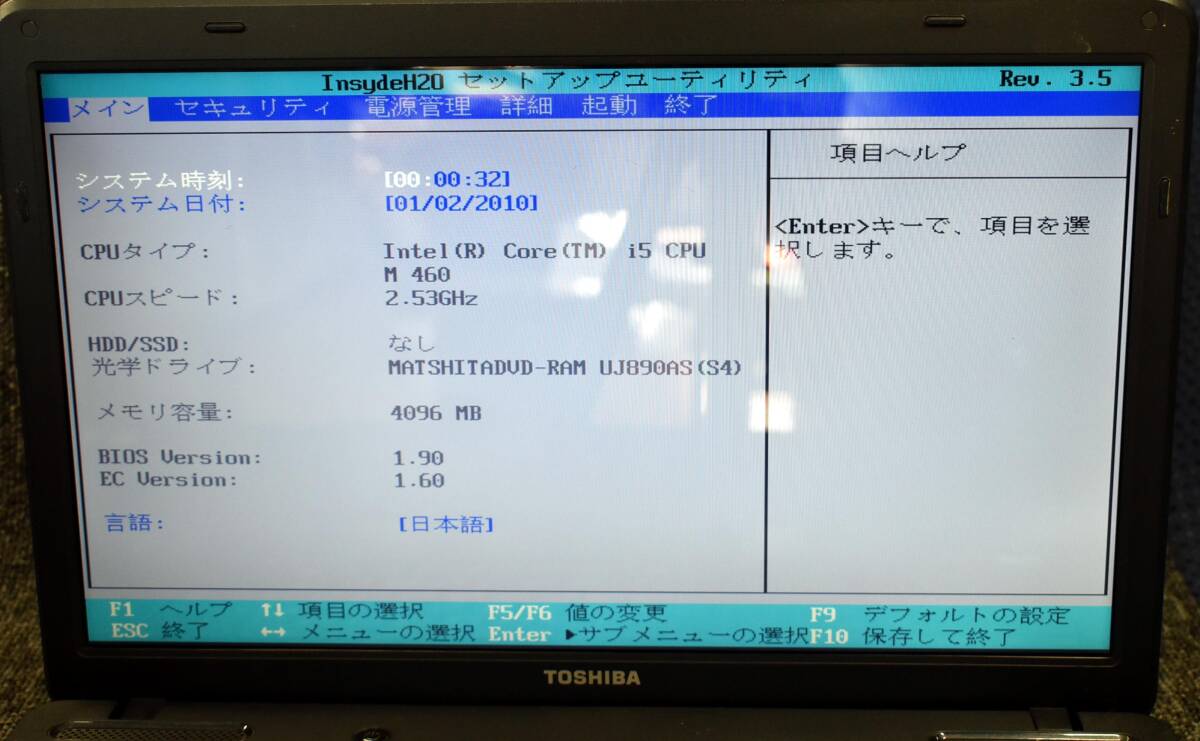 InsydeH20 セットアップユーティリティ Rev. 3.5
メイン セキュリティ 電源管理 詳細 起動 終了
項目ヘルプ
システム時刻: [00:00:32]
システム日付: [01/02/2010]
<Enter>キーで、項目を選
択します。
CPUタイプ: Intel(R) Core(TM) i5 CPU
M 460
CPUスピード: 2.53GHz
HDD/SSD: なし
光学ドライブ: MATSHITADVD-RAM UJ890AS(S4)
メモリ容量: 4096 MB
BIOS Version: 1.90
EC Version: 1.60
言語: [日本語]
F1 ヘルプ ↑↓ 項目の選択 F5/F6 値の変更 F9 デフォルトの設定
ESC 終了 ←→ メニューの選択 Enter ▶サブメニューの選択 F10 保存して終了
TOSHIBA